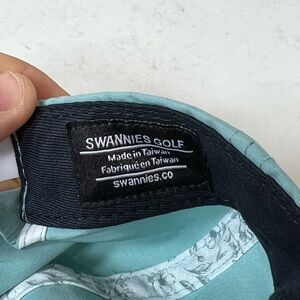 SWANNIES GOLF
Made in Taiwan
Fabriqué en Taiwan
swannies.co